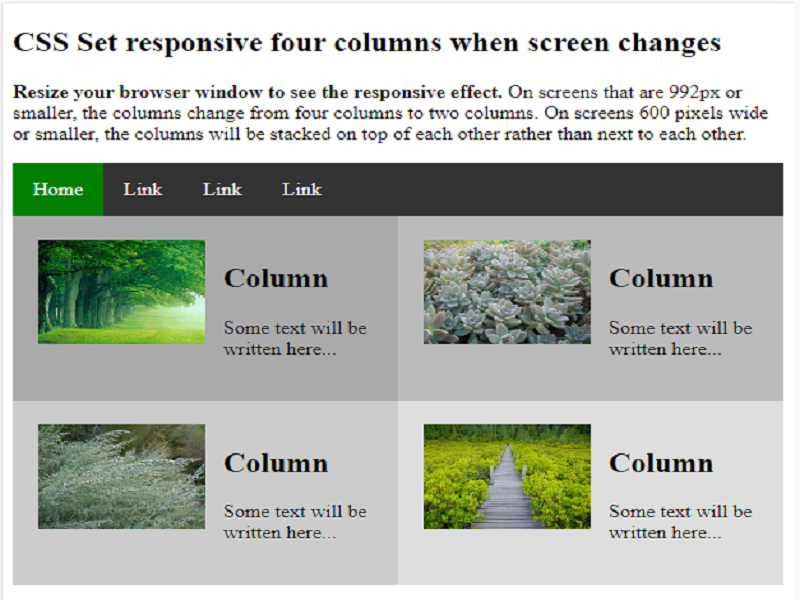 CSS Set responsive four columns when screen changes
Resize your browser window to see the responsive effect. On screens that are 992px or
smaller, the columns change from four columns to two columns. On screens 600 pixels wide
or smaller, the columns will be stacked on top of each other rather than next to each other.
Home Link Link Link
Column
Some text will be
written here...
Column
Some text will be
written here...
Column
Some text will be
written here...
Column
Some text will be
written here...